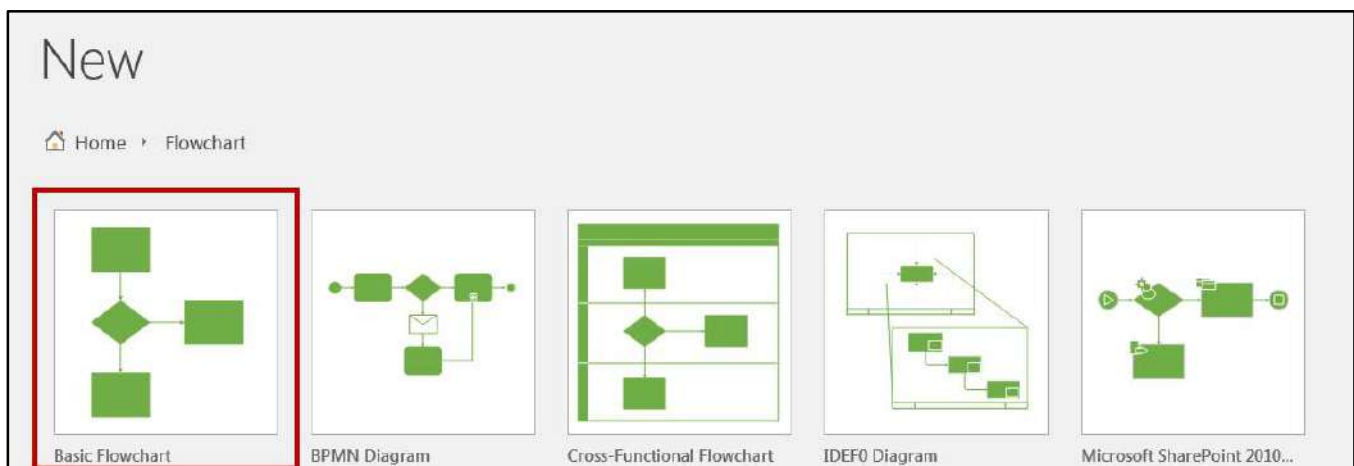 New
Home Flowchart
Basic Flowchart
BPMN Diagram
Cross-Functional Flowchart
IDEF0 Diagram
Microsoft SharePoint 2010...